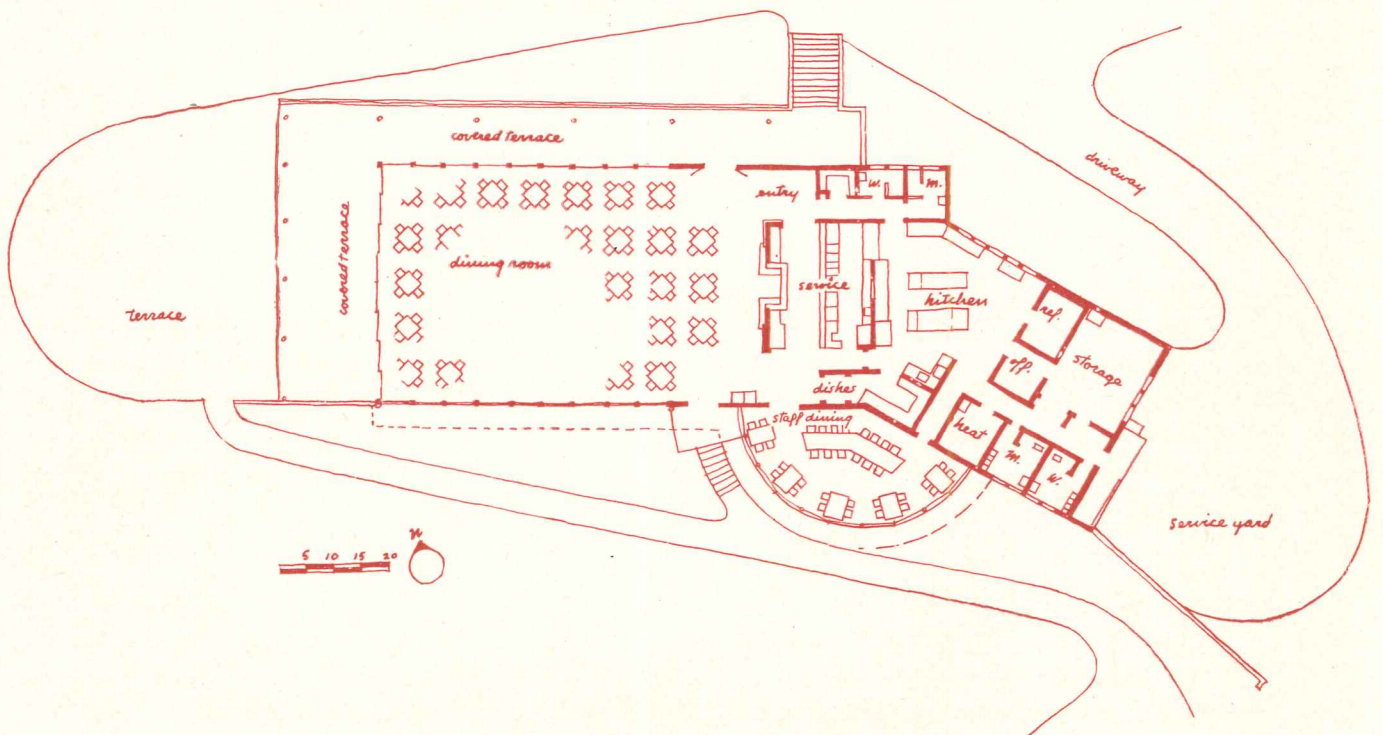 covered terrace
driveway
entry
w.
m.
covered terrace
dining room
service
kitchen
terrace
ref.
storage
off.
dishes
staff dining
heat
m.
w.
service yard
5 10 15 20
N